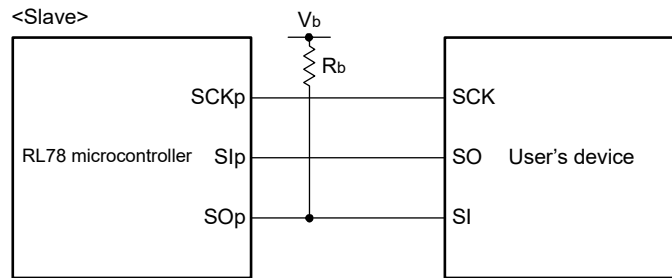 <Slave>
Vb
Rb
SCKp
SCK
RL78 microcontroller
SIp
SO
User's device
SOp
SI